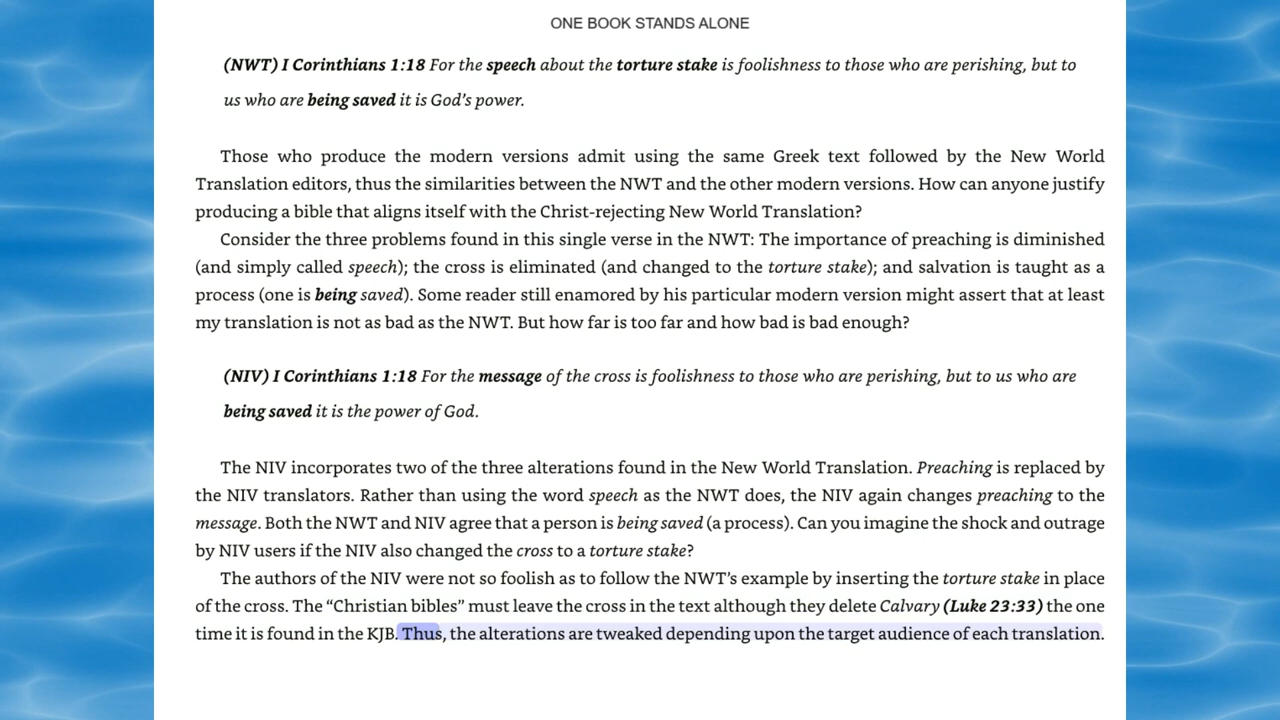 ONE BOOK STANDS ALONE
(NWT) I Corinthians 1:18 For the speech about the torture stake is foolishness to those who are perishing, but to
us who are being saved it is God’s power.
Those who produce the modern versions admit using the same Greek text followed by the New World
Translation editors, thus the similarities between the NWT and the other modern versions. How can anyone justify
producing a bible that aligns itself with the Christ-rejecting New World Translation?
Consider the three problems found in this single verse in the NWT: The importance of preaching is diminished
(and simply called speech); the cross is eliminated (and changed to the torture stake); and salvation is taught as a
process (one is being saved). Some reader still enamored by his particular modern version might assert that at least
my translation is not as bad as the NWT. But how far is too far and how bad is bad enough?
(NIV) I Corinthians 1:18 For the message of the cross is foolishness to those who are perishing, but to us who are
being saved it is the power of God.
The NIV incorporates two of the three alterations found in the New World Translation. Preaching is replaced by
the NIV translators. Rather than using the word speech as the NWT does, the NIV again changes preaching to the
message. Both the NWT and NIV agree that a person is being saved (a process). Can you imagine the shock and outrage
by NIV users if the NIV also changed the cross to a torture stake?
The authors of the NIV were not so foolish as to follow the NWT’s example by inserting the torture stake in place
of the cross. The “Christian bibles” must leave the cross in the text although they delete Calvary (Luke 23:33) the one
time it is found in the KJB. Thus, the alterations are tweaked depending upon the target audience of each translation.